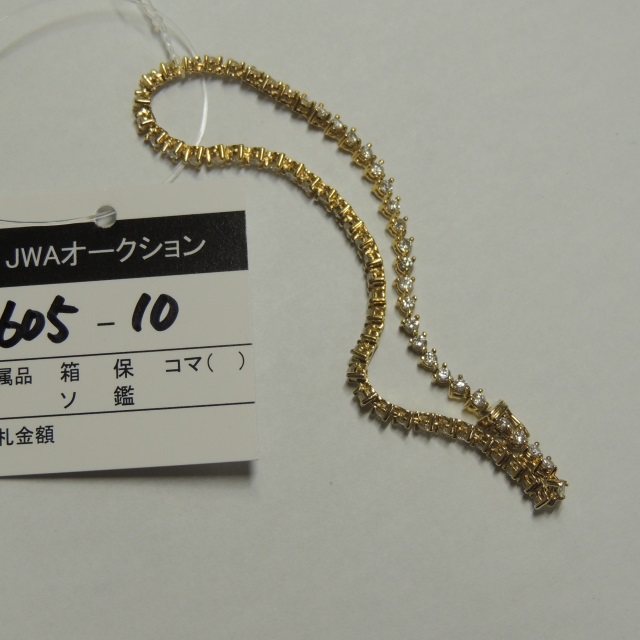 JWAオークション
605-10
属品 箱 保 コマ( )
ソ 鑑
札金額